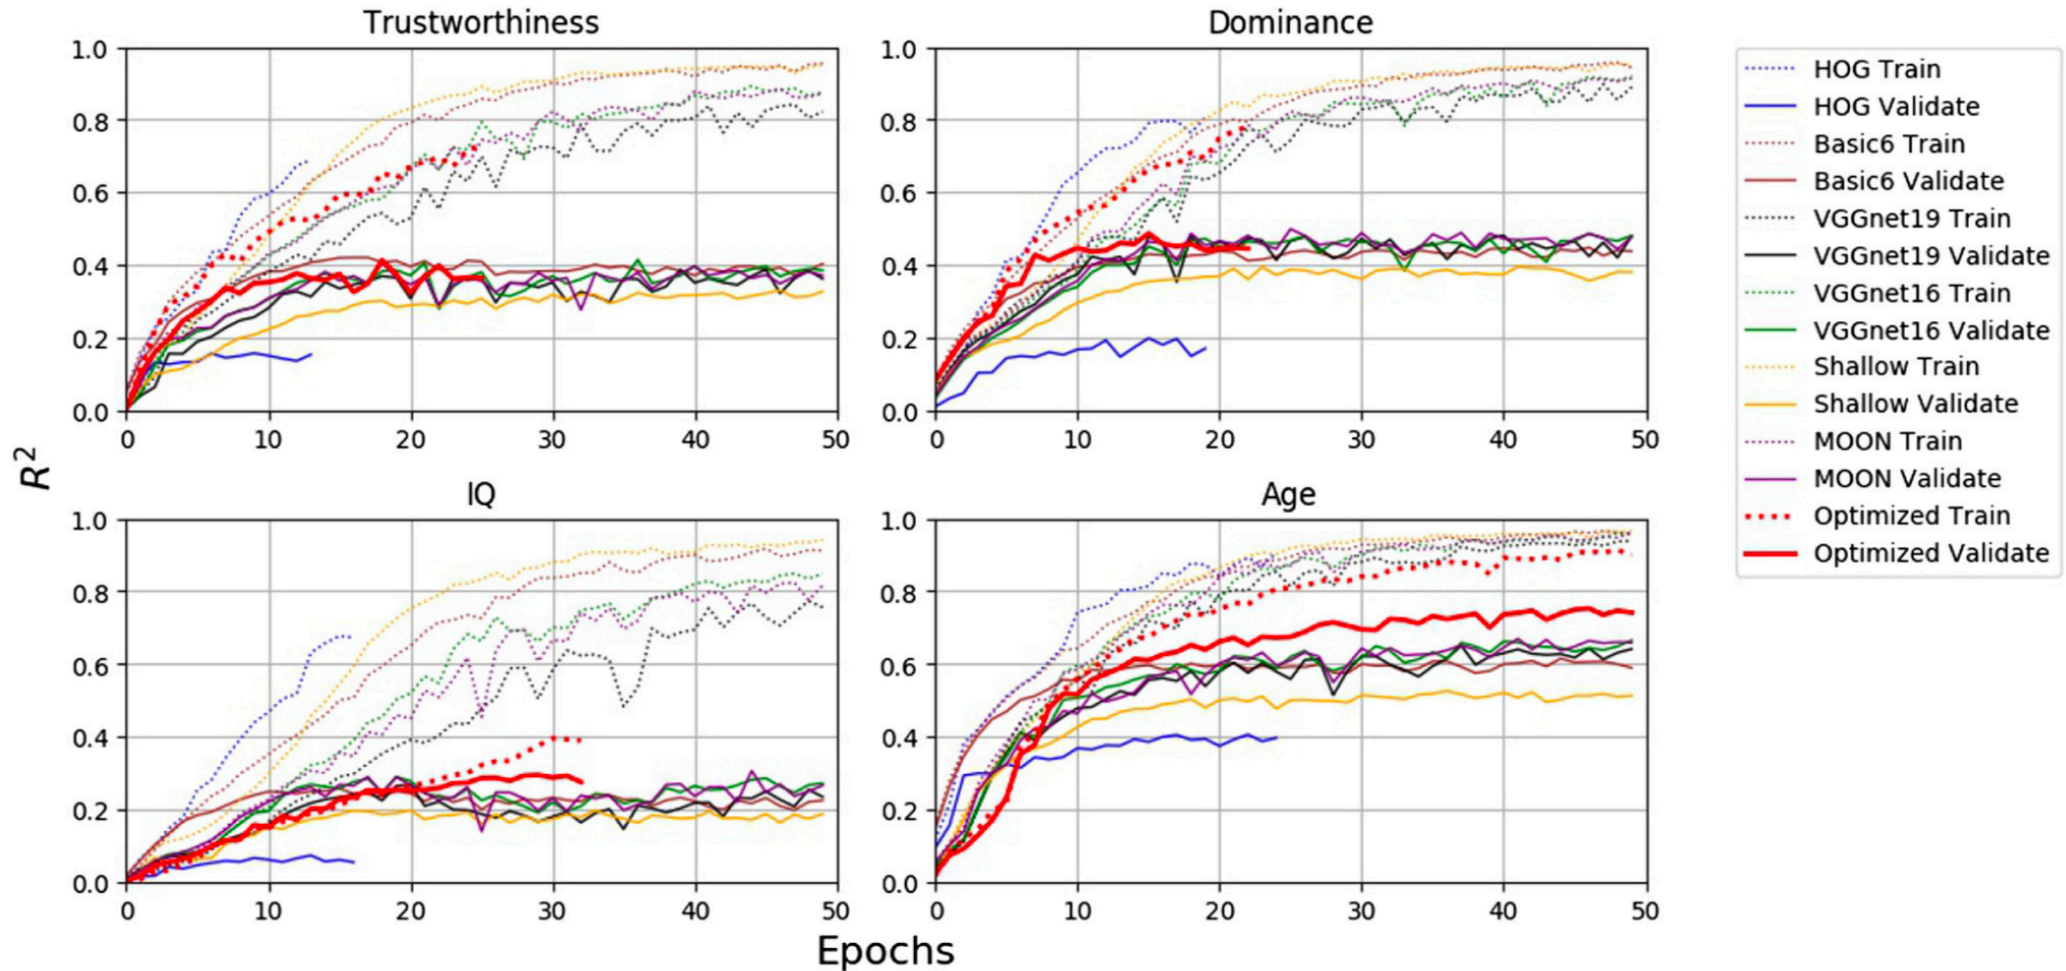 Trustworthiness
1.0
0.8
0.6
0.4
0.2
0.0
0 10 20 30 40 50
Dominance
1.0
0.8
0.6
0.4
0.2
0.0
0 10 20 30 40 50
R²
IQ
1.0
0.8
0.6
0.4
0.2
0.0
0 10 20 30 40 50
Age
1.0
0.8
0.6
0.4
0.2
0.0
0 10 20 30 40 50
Epochs
HOG Train
HOG Validate
Basic6 Train
Basic6 Validate
VGGnet19 Train
VGGnet19 Validate
VGGnet16 Train
VGGnet16 Validate
Shallow Train
Shallow Validate
MOON Train
MOON Validate
Optimized Train
Optimized Validate